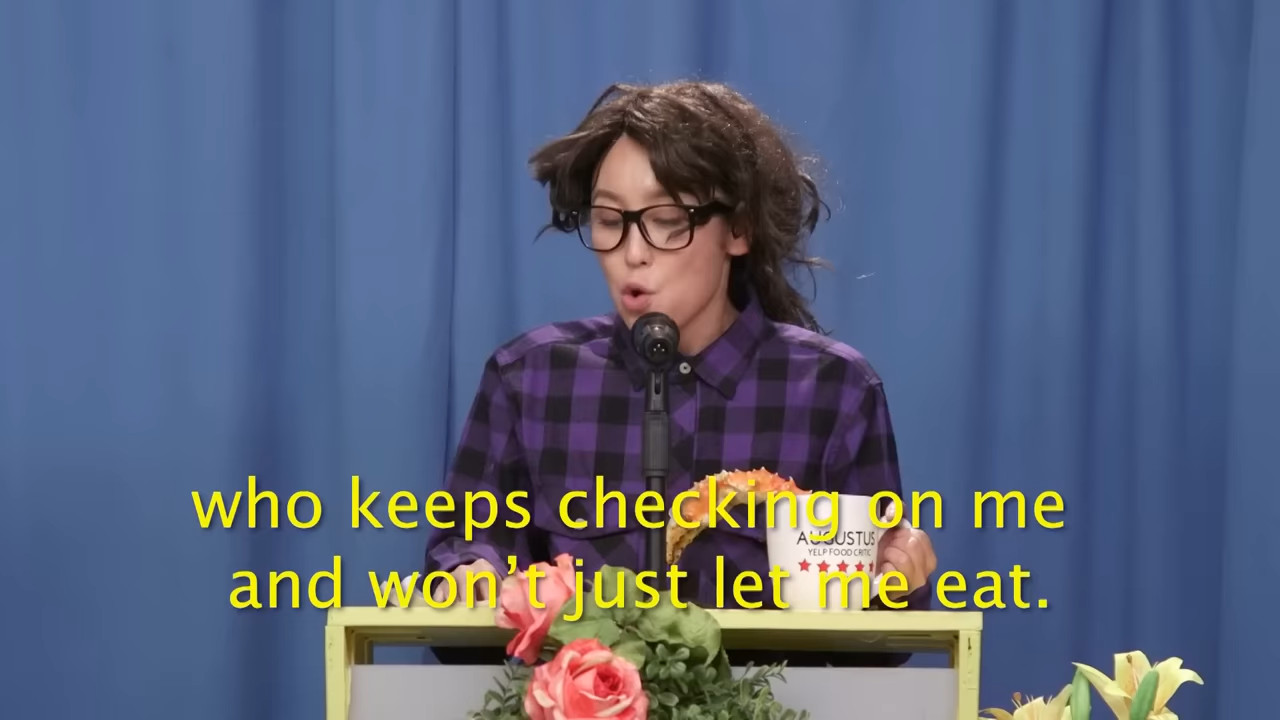 who keeps checking on me
and won't just let me eat.
AUGUSTUS
YELP FOOD CRITIC